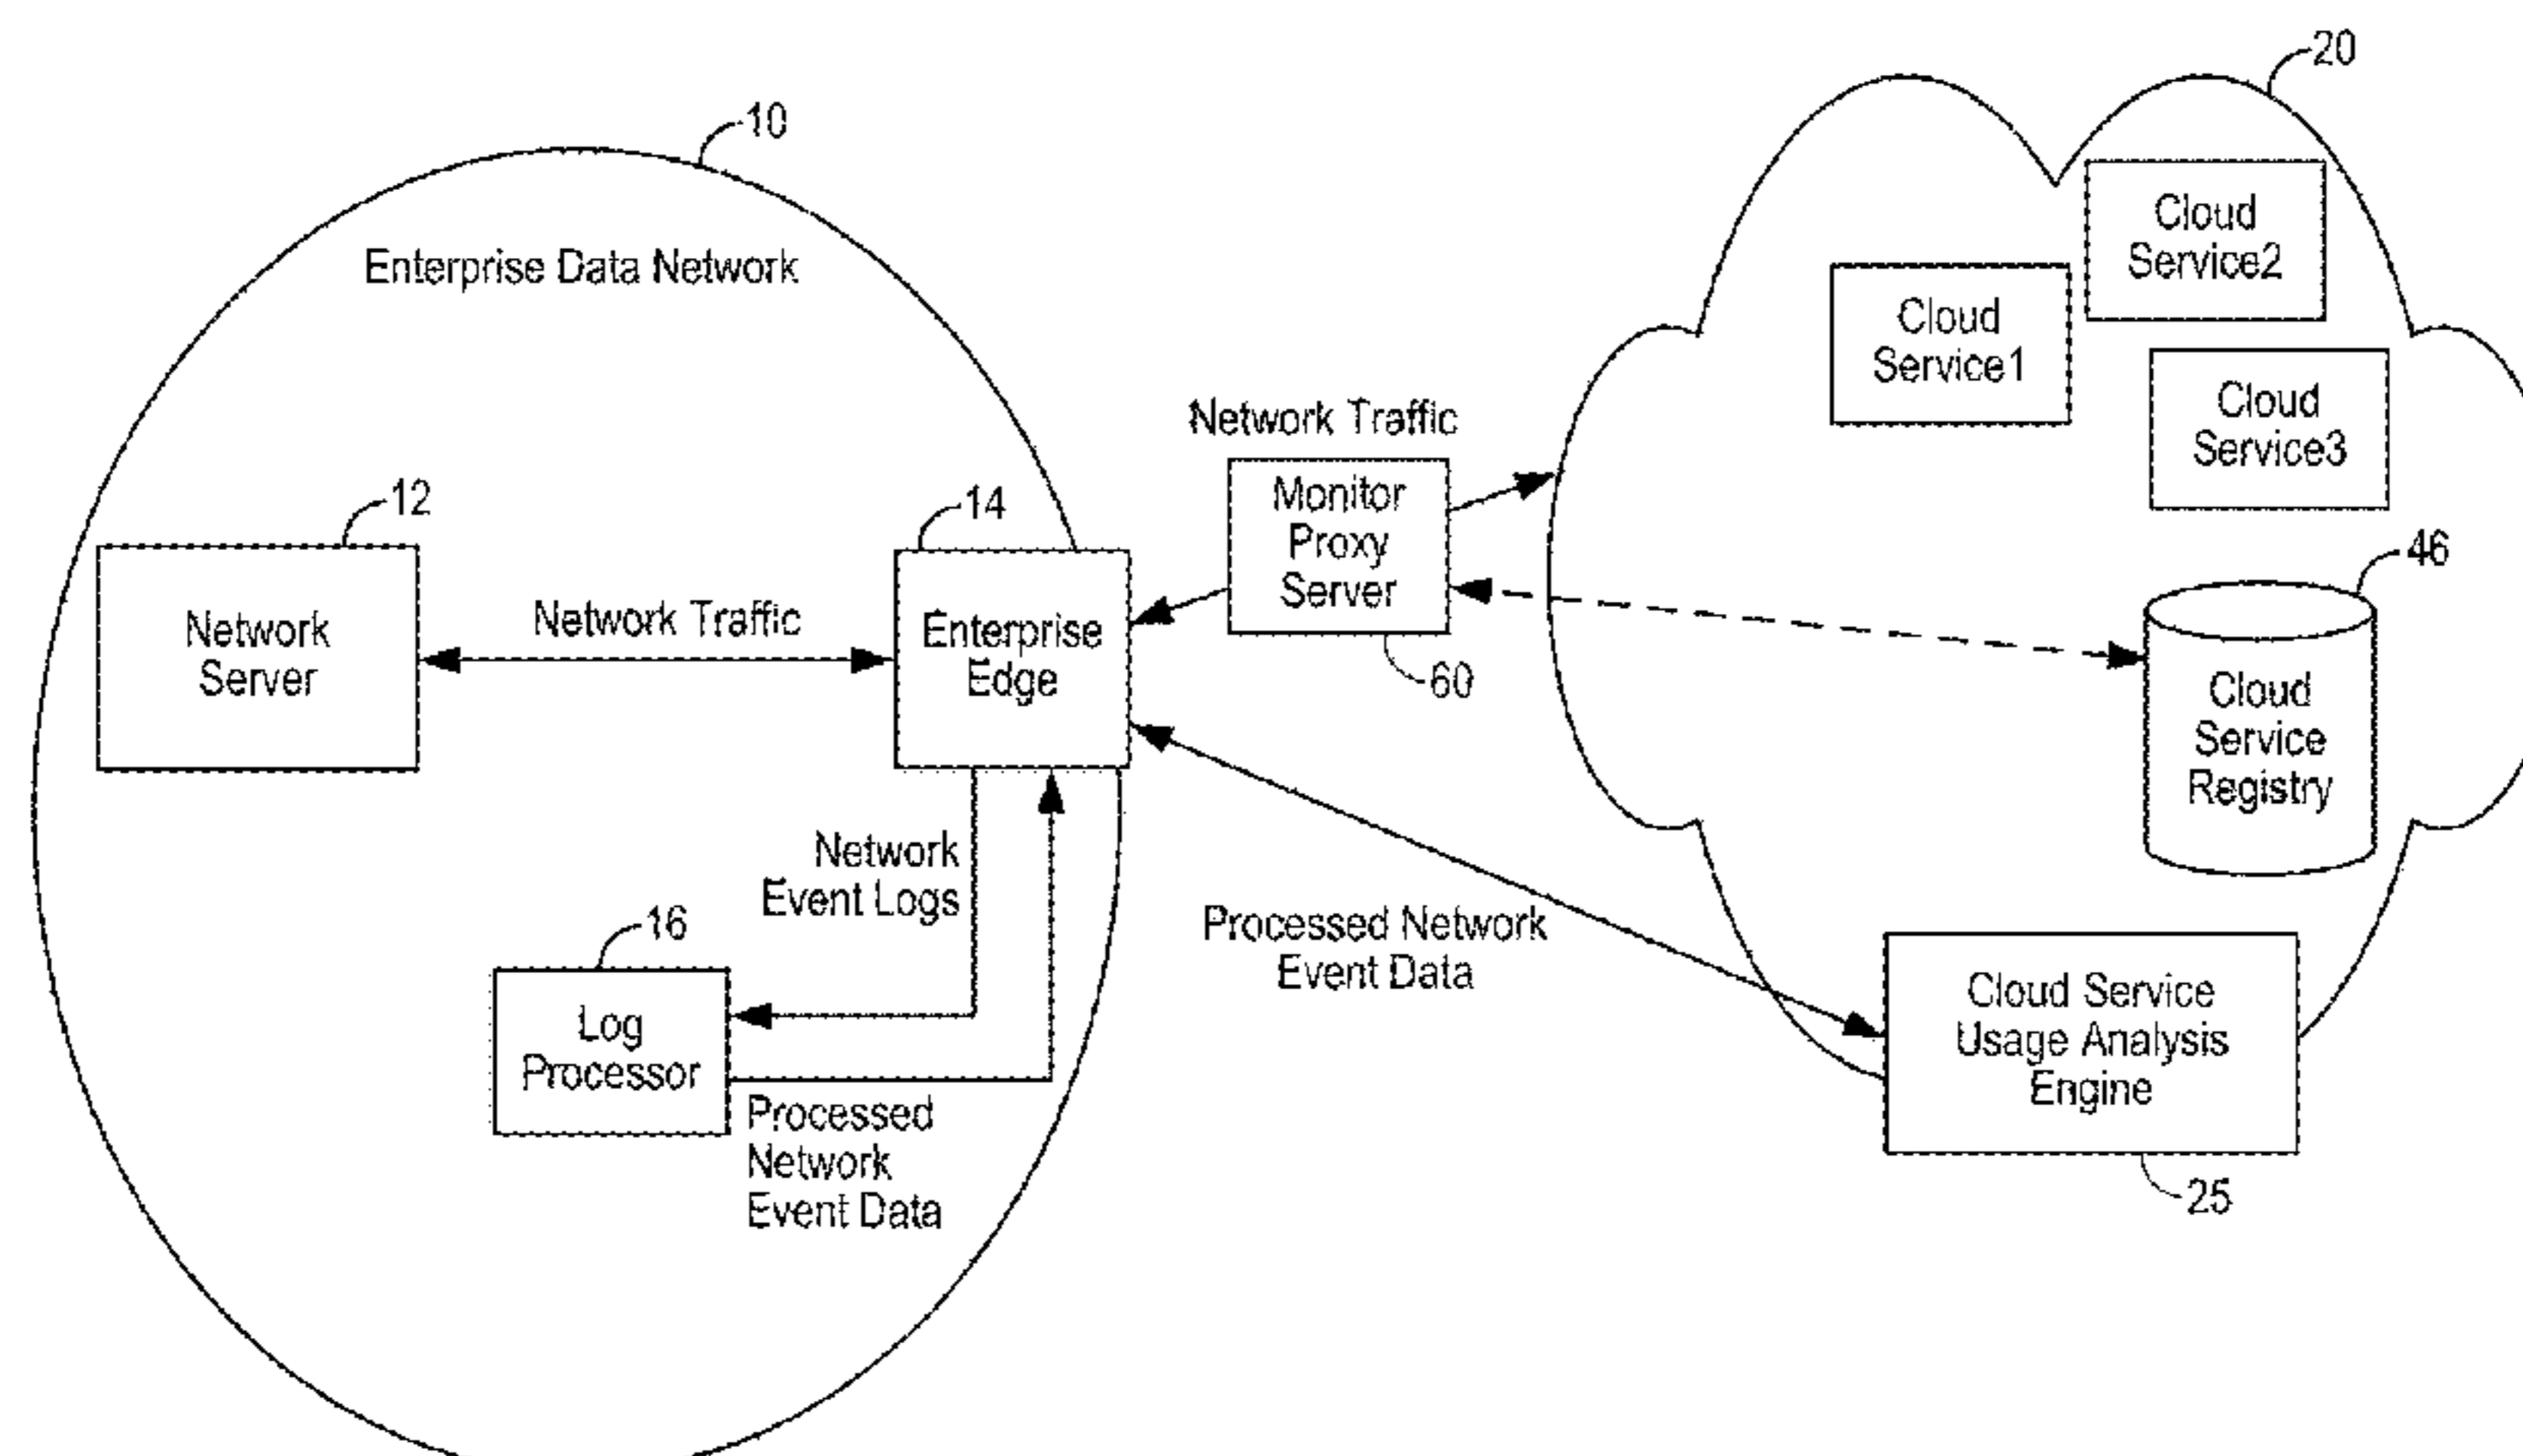 20
10
Cloud
Service2
Enterprise Data Network
Cloud
Service1
Cloud
Service3
Network Traffic
12
14
Monitor
Proxy
Server
46
Network
Server
Network Traffic
Enterprise
Edge
60
Cloud
Service
Registry
Network
Event Logs
16
Processed Network
Event Data
Log
Processor
Cloud Service
Usage Analysis
Engine
Processed
Network
Event Data
25